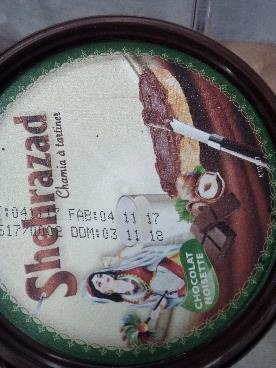 Shehrazad
Chamia à tartiner
FAB:04 11 17
DDM:03 11 18
CHOCOLAT
NOISETTE